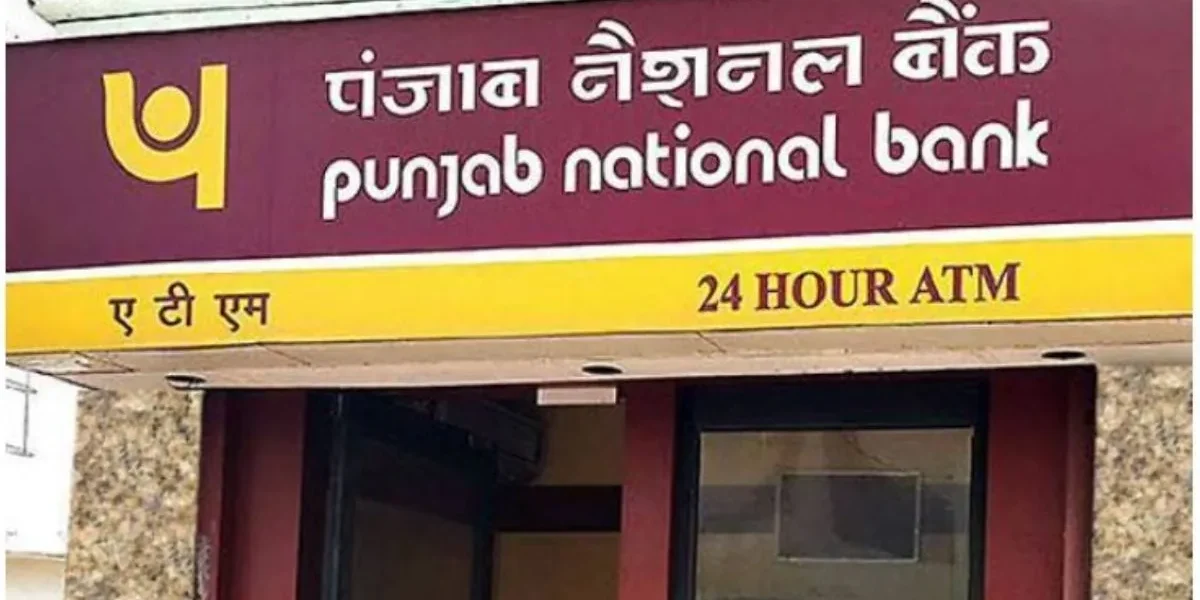 पंजाब नैशनल बैंक
punjab national bank
ए टी एम 24 HOUR ATM